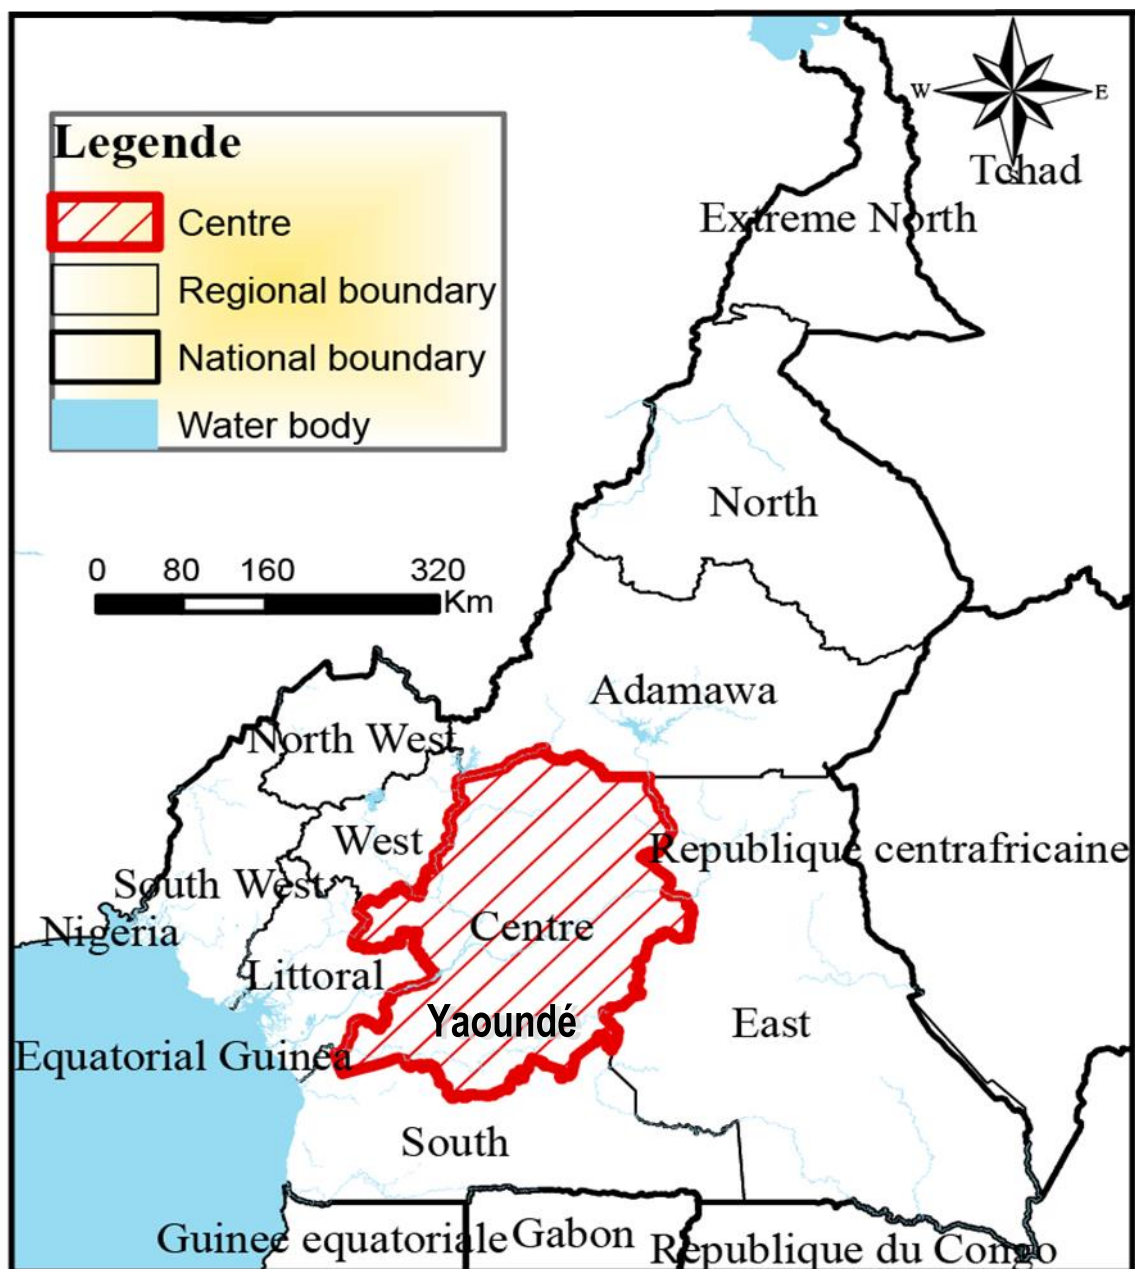 W
E
S
Tchad
Legende
Centre
Regional boundary
National boundary
Water body
Extreme North
0 80 160 320
Km
North
Adamawa
North West
West
Republique centrafricaine
South West
Nigeria
Centre
Littoral
Yaoundé
East
Equatorial Guinea
South
Guinee equatoriale
Gabon
Republique du Congo